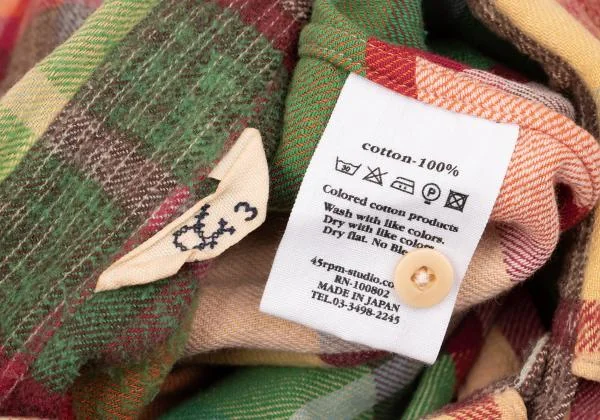 3
cotton-100%
30
P
Colored cotton products
Wash with like colors.
Dry with like colors.
Dry flat. No Ble
45rpm-studio.co
RN-100802
MADE IN JAPAN
TEL.03-3498-2245